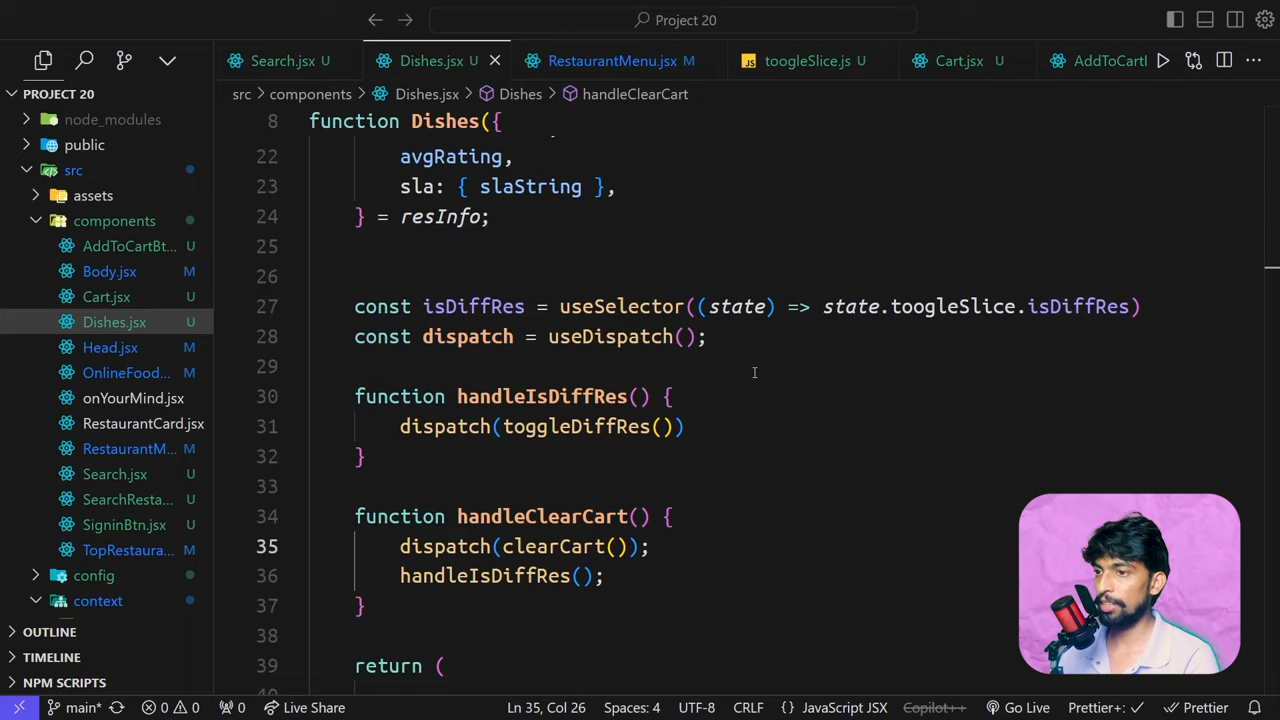 Project 20
Search.jsx U
Dishes.jsx U
RestaurantMenu.jsx M
JS toogleSlice.js U
Cart.jsx U
AddToCartl
PROJECT 20
node_modules
public
src
assets
components
AddToCartBt... U
Body.jsx M
Cart.jsx U
Dishes.jsx U
Head.jsx M
OnlineFood... M
onYourMind.jsx
RestaurantCard.jsx
RestaurantM... M
Search.jsx U
SearchResta... U
SigninBtn.jsx U
TopRestaura... M
config
context
OUTLINE
TIMELINE
NPM SCRIPTS
src > components > Dishes.jsx > Dishes > handleClearCart
8 function Dishes({
22 avgRating,
23 sla: { slaString },
24 } = resInfo;
25
26
27 const isDiffRes = useSelector((state) => state.toogleSlice.isDiffRes)
28 const dispatch = useDispatch();
29
30 function handleIsDiffRes() {
31 dispatch(toggleDiffRes())
32 }
33
34 function handleClearCart() {
35 dispatch(clearCart());
36 handleIsDiffRes();
37 }
38
39 return (
main* 0 0 0 Live Share Ln 35, Col 26 Spaces: 4 UTF-8 CRLF {} JavaScript JSX Copilot++ Go Live Prettier+: Prettier